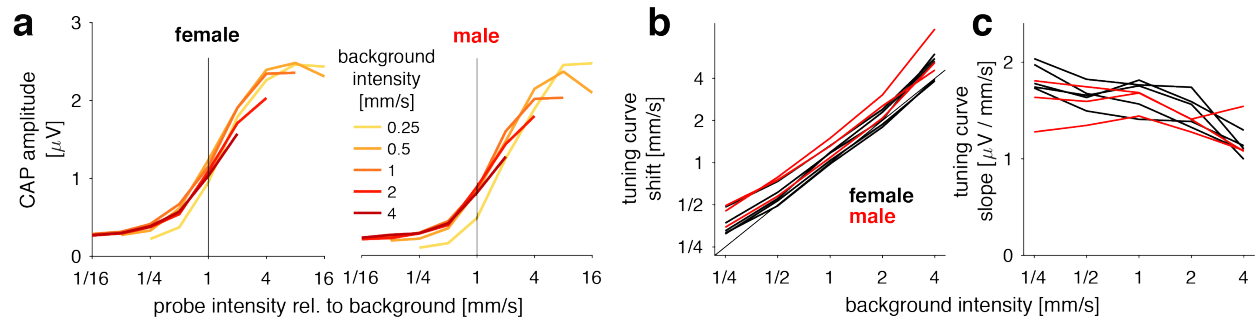 a
female
male
3
2
1
0
CAP amplitude
[μV]
background
intensity
[mm/s]
0.25
0.5
1
2
4
1/16
1/4
1
4
16
1/4
1
4
16
probe intensity rel. to background [mm/s]
b
tuning curve
shift [mm/s]
4
2
1
1/2
1/4
female
male
1/4
1/2
1
2
4
c
tuning curve
slope [μV / mm/s]
2
1
0
1/4
1/2
1
2
4
background intensity [mm/s]